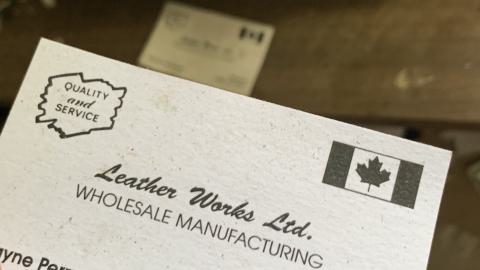 QUALITY
and
SERVICE
Leather Works Ltd.
WHOLESALE MANUFACTURING